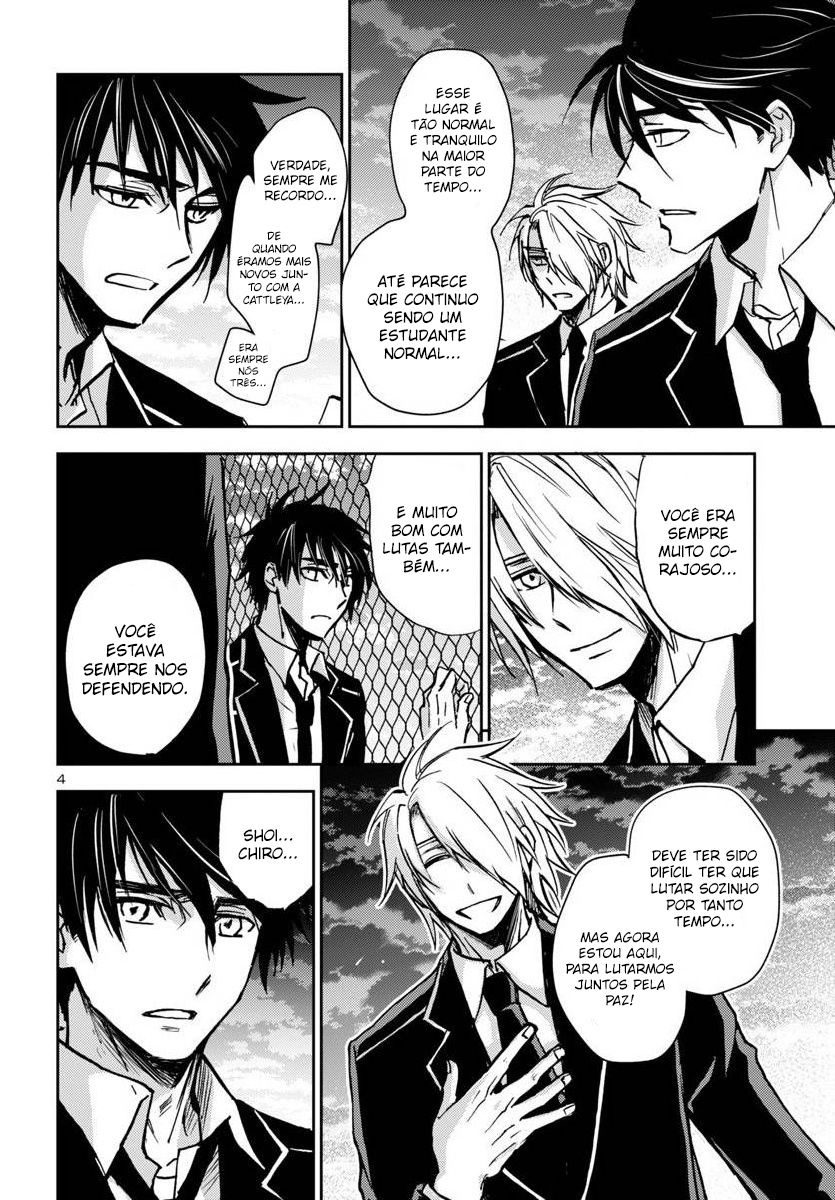 ESSE
LUGAR É
TÃO NORMAL
E TRANQUILO
NA MAIOR
PARTE DO
TEMPO...
ATÉ PARECE
QUE CONTINUO
SENDO UM
ESTUDANTE
NORMAL...
VERDADE,
SEMPRE ME
RECORDO...
DE
QUANDO
ÉRAMOS MAIS
NOVOS JUN-
TO COM A
CATTLEYA...
ERA
SEMPRE
NÓS
TRÊS...
VOCÊ ERA
SEMPRE
MUITO CO-
RAJOSO...
E MUITO
BOM COM
LUTAS TAM-
BÉM...
VOCÊ
ESTAVA
SEMPRE NOS
DEFENDENDO.
DEVE TER SIDO
DIFÍCIL TER QUE
LUTAR SOZINHO
POR TANTO
TEMPO...
MAS AGORA
ESTOU AQUI,
PARA LUTARMOS
JUNTOS PELA
PAZ!
SHOI...
CHIRO...
4